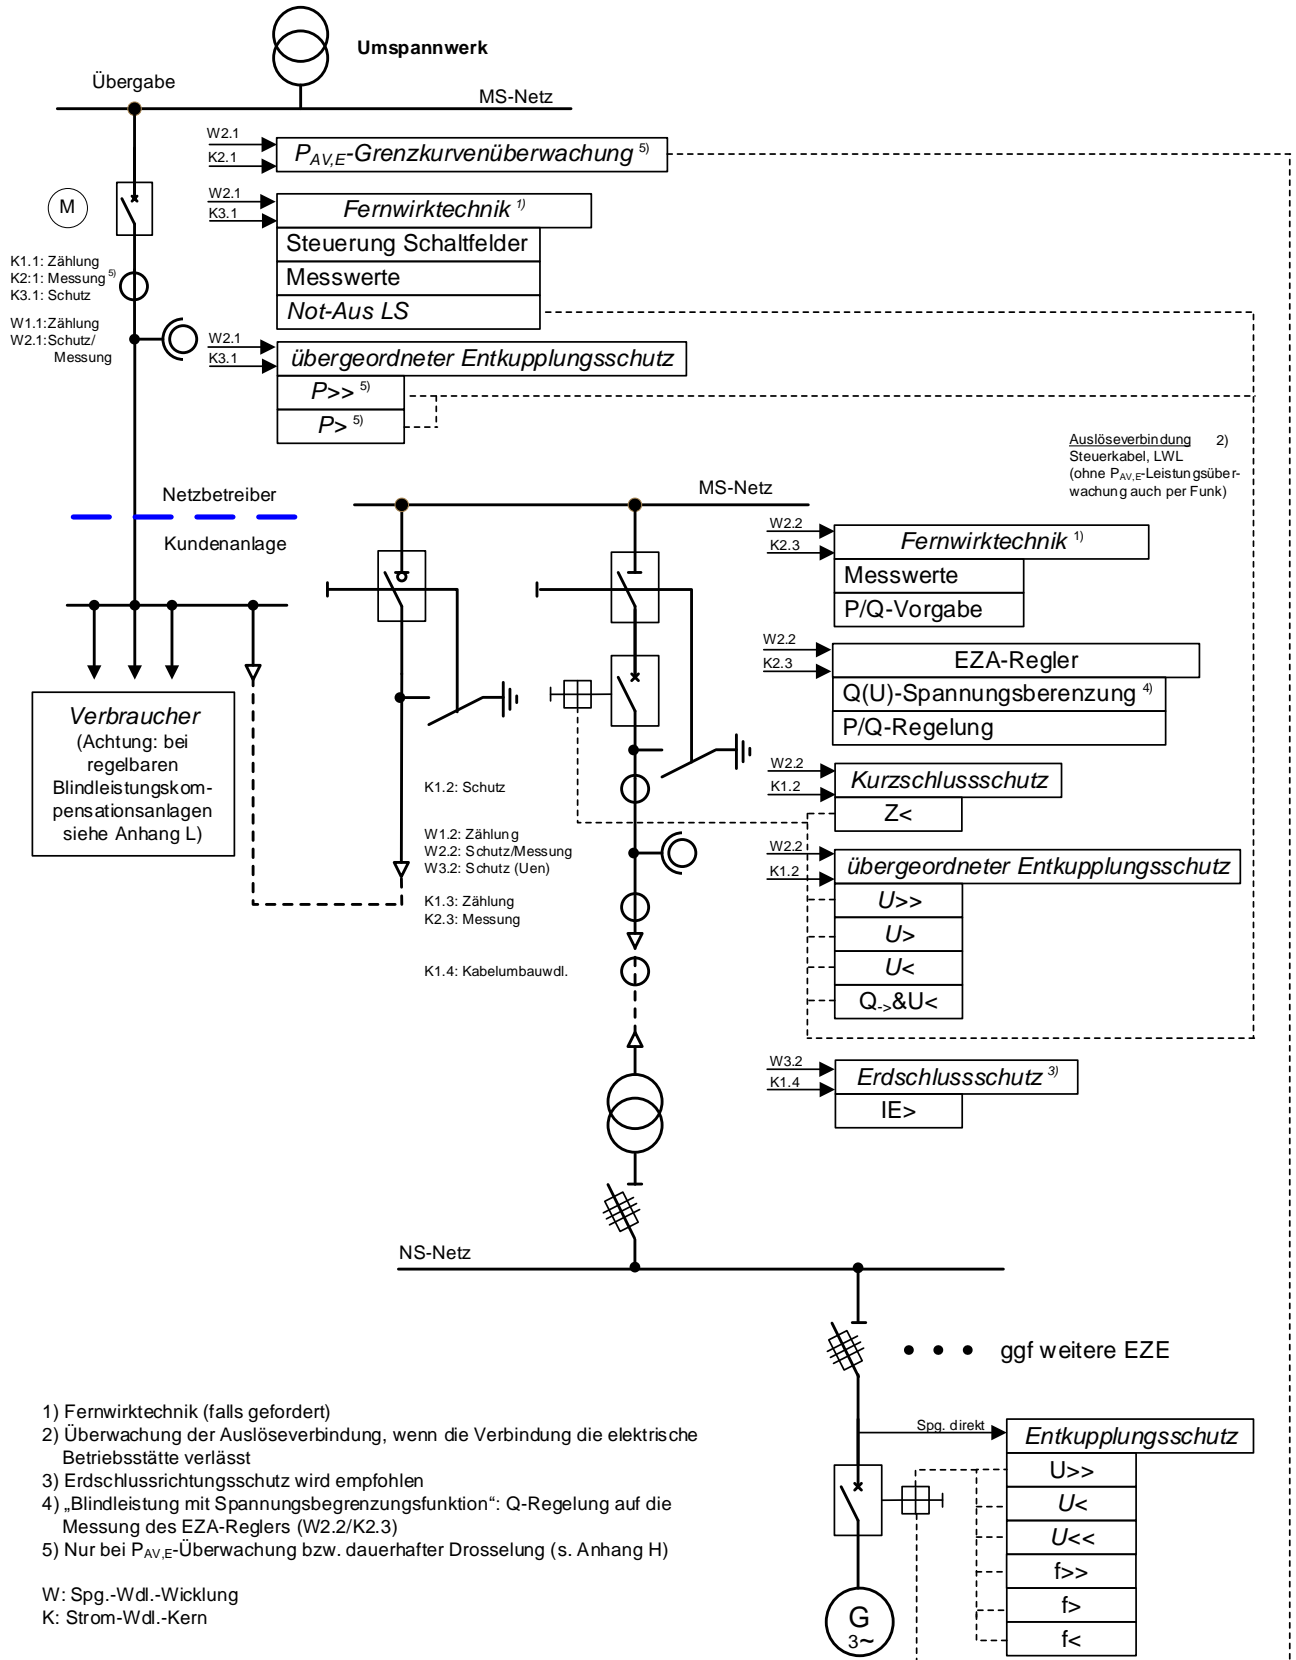 Umspannwerk
Übergabe
MS-Netz
W2.1
K2.1
P_AV,E-Grenzkurvenüberwachung 5)
M
W2.1
K3.1
Fernwirktechnik 1)
Steuerung Schaltfelder
Messwerte
Not-Aus LS
K1.1: Zählung
K2:1: Messung 5)
K3.1: Schutz
W1.1:Zählung
W2.1:Schutz/
Messung
W2.1
K3.1
übergeordneter Entkupplungsschutz
P>> 5)
P> 5)
Auslöseverbindung 2)
Steuerkabel, LWL
(ohne P_AV,E-Leistungsüber-
wachung auch per Funk)
Netzbetreiber
Kundenanlage
MS-Netz
W2.2
K2.3
Fernwirktechnik 1)
Messwerte
P/Q-Vorgabe
W2.2
K2.3
EZA-Regler
Q(U)-Spannungsberenzung 4)
P/Q-Regelung
Verbraucher
(Achtung: bei
regelbaren
Blindleistungskom-
pensationsanlagen
siehe Anhang L)
K1.2: Schutz
W1.2: Zählung
W2.2: Schutz/Messung
W3.2: Schutz (Uen)
K1.3: Zählung
K2.3: Messung
K1.4: Kabelumbauwdl.
W2.2
K1.2
Kurzschlussschutz
Z<
W2.2
K1.2
übergeordneter Entkupplungsschutz
U>>
U>
U<
Q->&U<
W3.2
K1.4
Erdschlussschutz 3)
IE>
NS-Netz
ggf weitere EZE
Spg. direkt
Entkupplungsschutz
U>>
U<
U<<
f>>
f>
f<
G
3~
1) Fernwirktechnik (falls gefordert)
2) Überwachung der Auslöseverbindung, wenn die Verbindung die elektrische
Betriebsstätte verlässt
3) Erdschlussrichtungsschutz wird empfohlen
4) „Blindleistung mit Spannungsbegrenzungsfunktion“: Q-Regelung auf die
Messung des EZA-Reglers (W2.2/K2.3)
5) Nur bei P_AV,E-Überwachung bzw. dauerhafter Drosselung (s. Anhang H)
W: Spg.-Wdl.-Wicklung
K: Strom-Wdl.-Kern